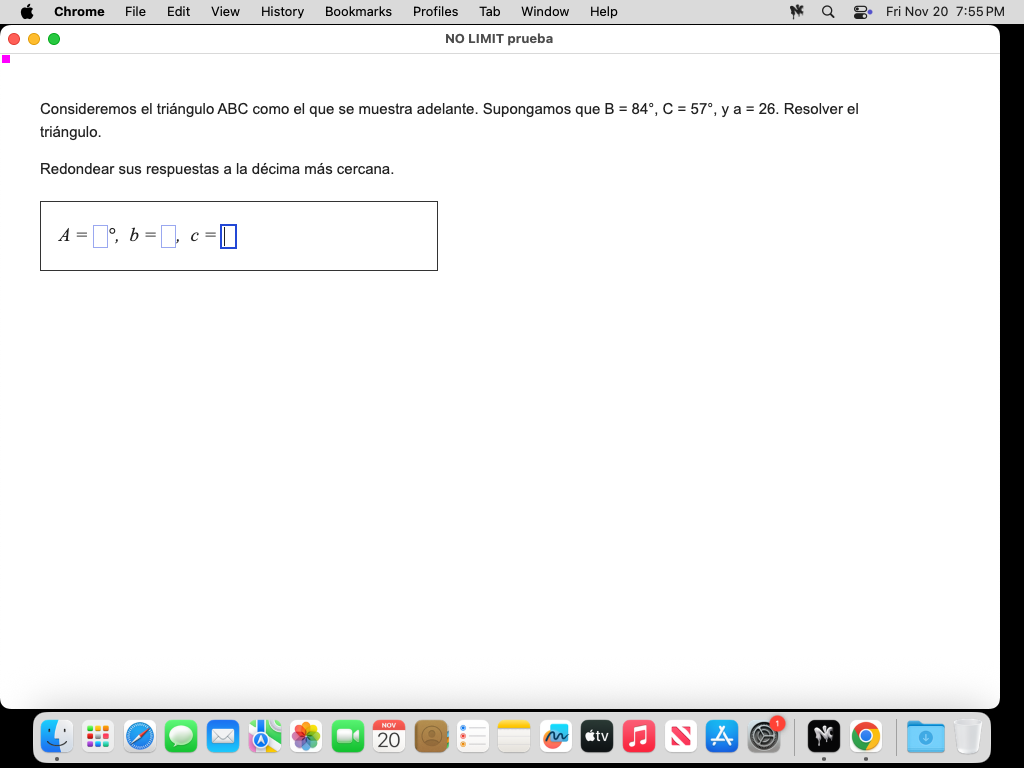 Chrome File Edit View History Bookmarks Profiles Tab Window Help Fri Nov 20 7:55 PM
NO LIMIT prueba
Consideremos el triángulo ABC como el que se muestra adelante. Supongamos que B = 84°, C = 57°, y a = 26. Resolver el
triángulo.
Redondear sus respuestas a la décima más cercana.
A = °, b = , c =
NOV
20
tv
1